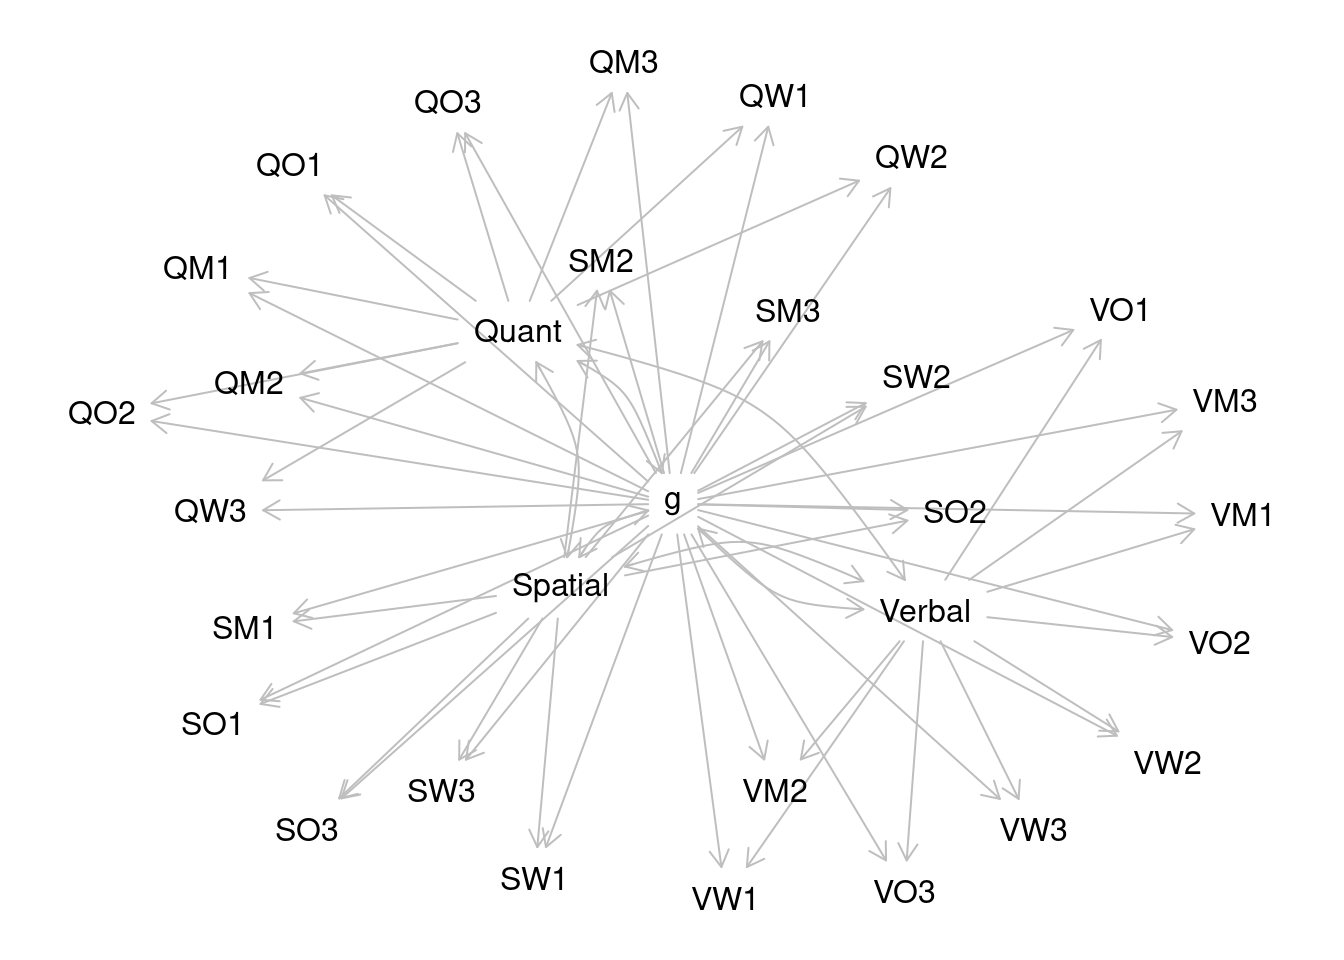 QM3
QO3
QW1
QW2
QO1
SM2
QM1
SM3
VO1
Quant
SW2
QM2
VM3
QO2
g
QW3
SO2
VM1
Spatial
Verbal
SM1
VO2
SO1
VW2
SW3
VM2
SO3
VW3
SW1
VO3
VW1